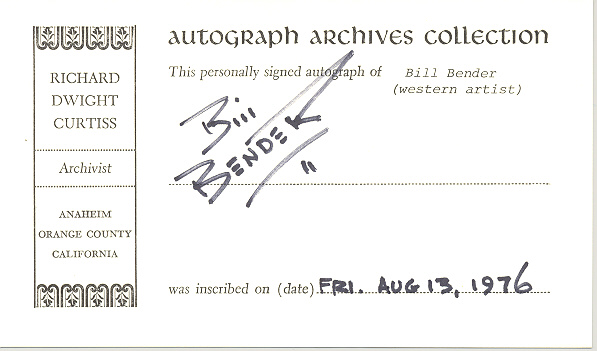 AUTOGRAPH ARCHIVES COLLECTION
RICHARD
DWIGHT
CURTISS
Archivist
ANAHEIM
ORANGE COUNTY
CALIFORNIA
This personally signed autograph of Bill Bender
(western artist)
Bill
BENDER
"
was inscribed on (date) FRI. AUG 13, 1976